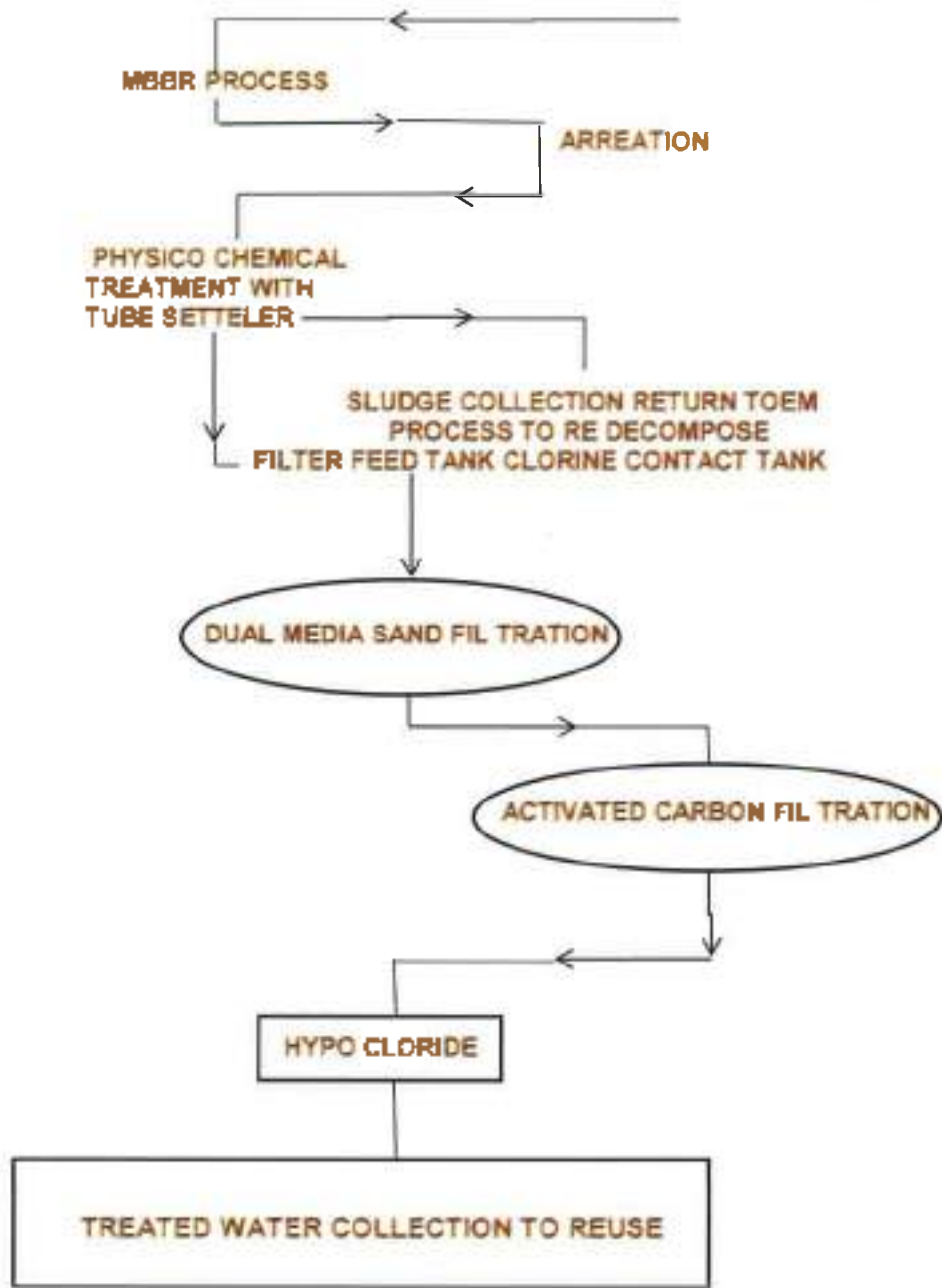 MBBR PROCESS
ARREATION
PHYSICO CHEMICAL
TREATMENT WITH
TUBE SETTELER
SLUDGE COLLECTION RETURN TOEM
PROCESS TO RE DECOMPOSE
FILTER FEED TANK CLORINE CONTACT TANK
DUAL MEDIA SAND FIL TRATION
ACTIVATED CARBON FIL TRATION
HYPO CLORIDE
TREATED WATER COLLECTION TO REUSE